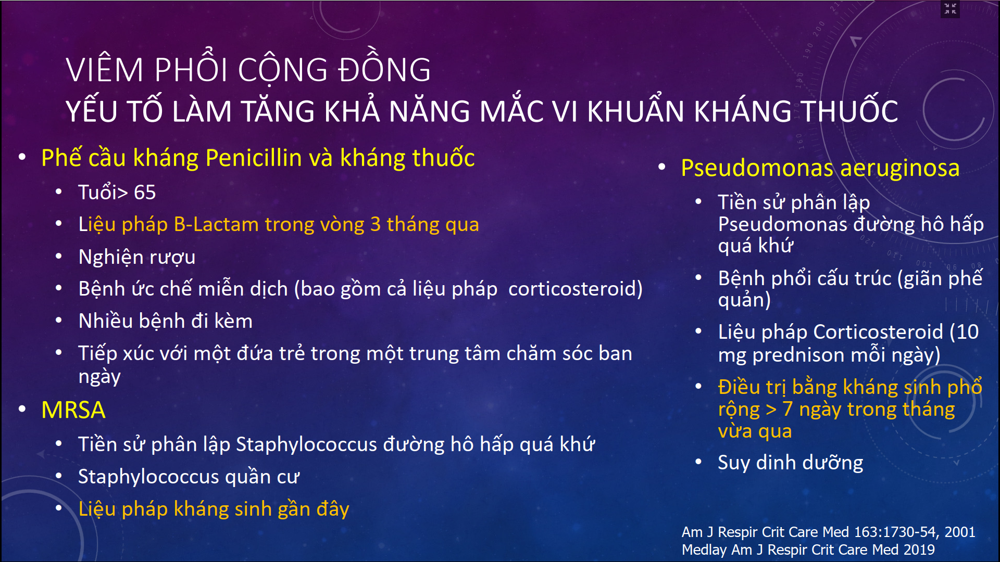 VIÊM PHỔI CỘNG ĐỒNG
YẾU TỐ LÀM TĂNG KHẢ NĂNG MẮC VI KHUẨN KHÁNG THUỐC
• Phế cầu kháng Penicillin và kháng thuốc
• Tuổi> 65
• Liệu pháp B-Lactam trong vòng 3 tháng qua
• Nghiện rượu
• Bệnh ức chế miễn dịch (bao gồm cả liệu pháp  corticosteroid)
• Nhiều bệnh đi kèm
• Tiếp xúc với một đứa trẻ trong một trung tâm chăm sóc ban
ngày
• MRSA
• Tiền sử phân lập Staphylococcus đường hô hấp quá khứ
• Staphylococcus quần cư
• Liệu pháp kháng sinh gần đây
• Pseudomonas aeruginosa
• Tiền sử phân lập
Pseudomonas đường hô hấp
quá khứ
• Bệnh phổi cấu trúc (giãn phế
quản)
• Liệu pháp Corticosteroid (10
mg prednison mỗi ngày)
• Điều trị bằng kháng sinh phổ
rộng > 7 ngày trong tháng
vừa qua
• Suy dinh dưỡng
Am J Respir Crit Care Med 163:1730-54, 2001
Medlay Am J Respir Crit Care Med 2019